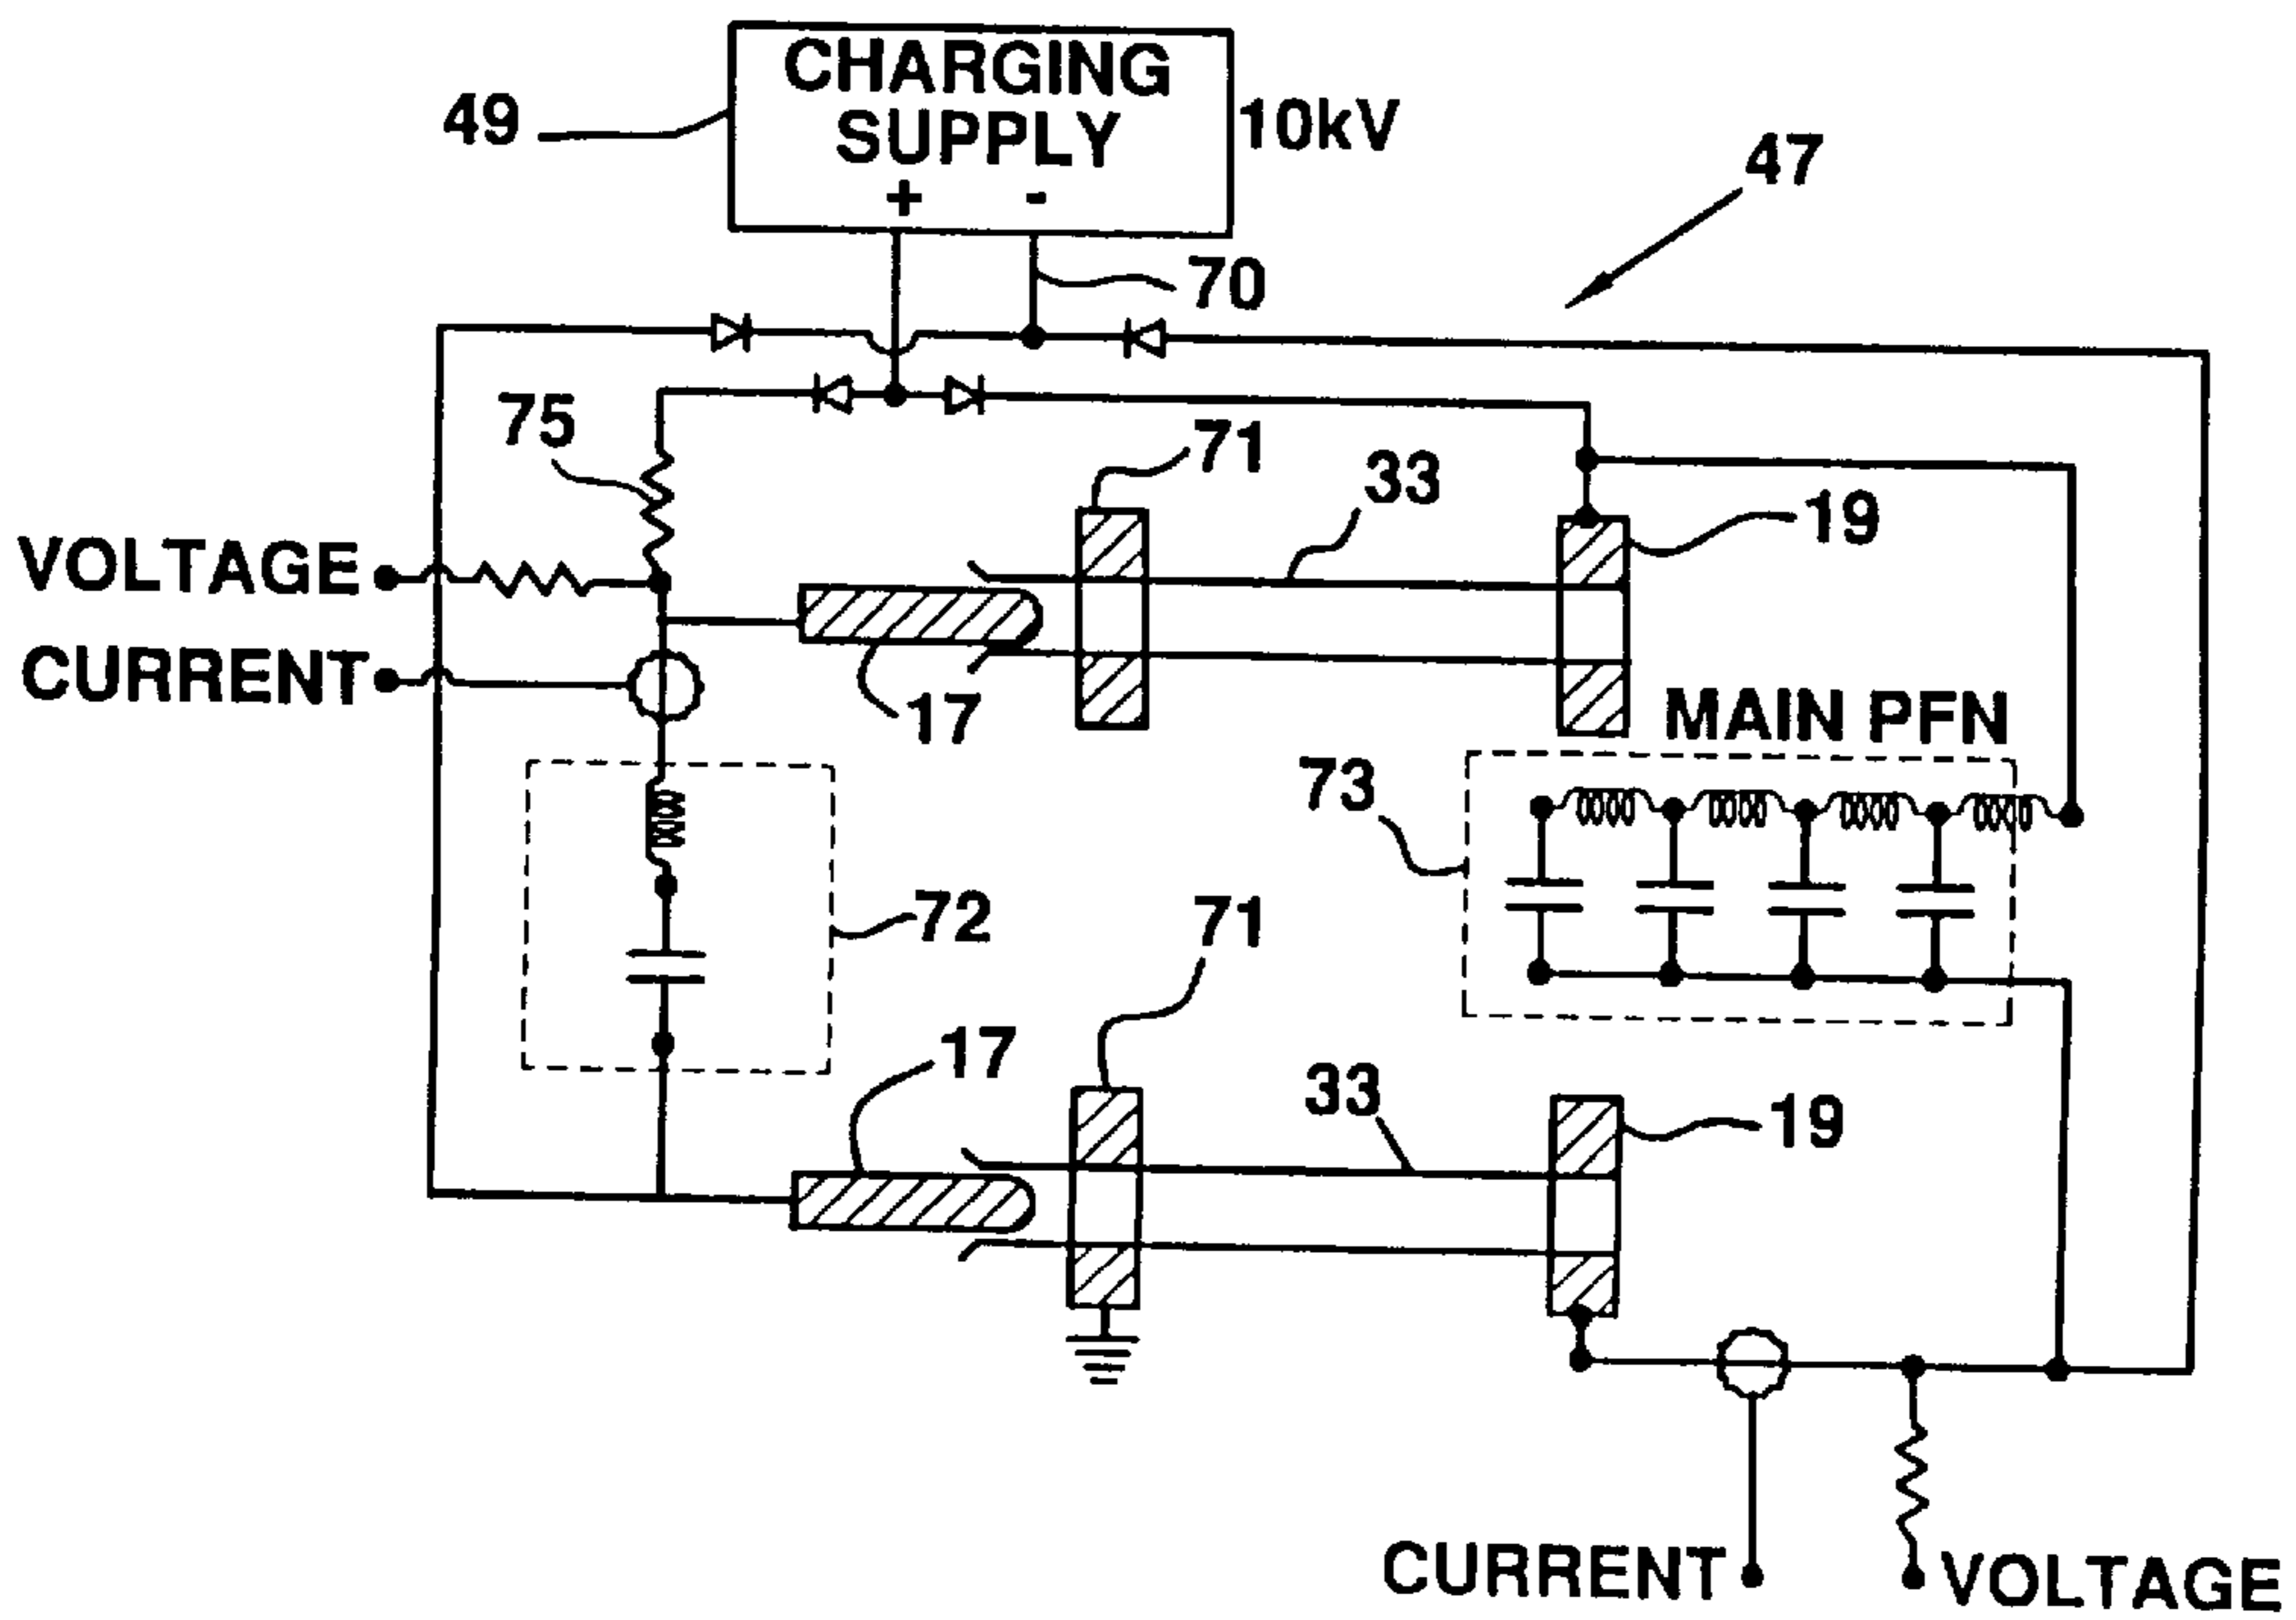 CHARGING
SUPPLY
+ -
49
10kV
47
70
75
71
33
19
VOLTAGE
CURRENT
17
MAIN PFN
73
72
71
17
33
19
CURRENT
VOLTAGE